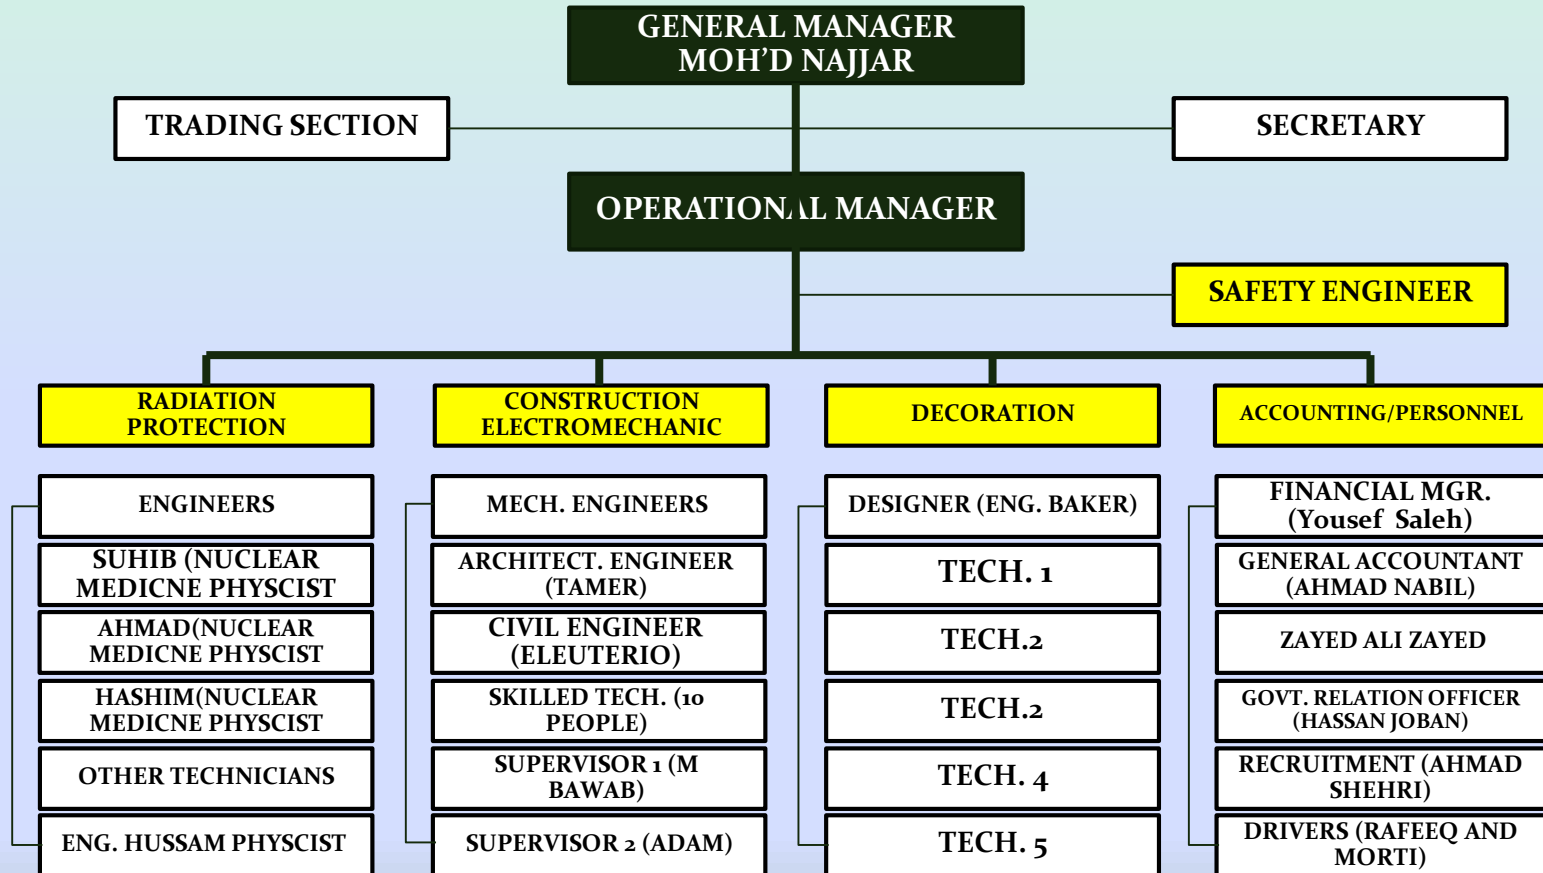 GENERAL MANAGER
MOH’D NAJJAR
TRADING SECTION
SECRETARY
OPERATIONAL MANAGER
SAFETY ENGINEER
RADIATION
PROTECTION
CONSTRUCTION
ELECTROMECHANIC
DECORATION
ACCOUNTING/PERSONNEL
ENGINEERS
SUHIB (NUCLEAR
MEDICNE PHYSCIST
AHMAD(NUCLEAR
MEDICNE PHYSCIST
HASHIM(NUCLEAR
MEDICNE PHYSCIST
OTHER TECHNICIANS
ENG. HUSSAM PHYSCIST
MECH. ENGINEERS
ARCHITECT. ENGINEER
(TAMER)
CIVIL ENGINEER
(ELEUTERIO)
SKILLED TECH. (10
PEOPLE)
SUPERVISOR 1 (M
BAWAB)
SUPERVISOR 2 (ADAM)
DESIGNER (ENG. BAKER)
TECH. 1
TECH.2
TECH.2
TECH. 4
TECH. 5
FINANCIAL MGR.
(Yousef Saleh)
GENERAL ACCOUNTANT
(AHMAD NABIL)
ZAYED ALI ZAYED
GOVT. RELATION OFFICER
(HASSAN JOBAN)
RECRUITMENT (AHMAD
SHEHRI)
DRIVERS (RAFEEQ AND
MORTI)